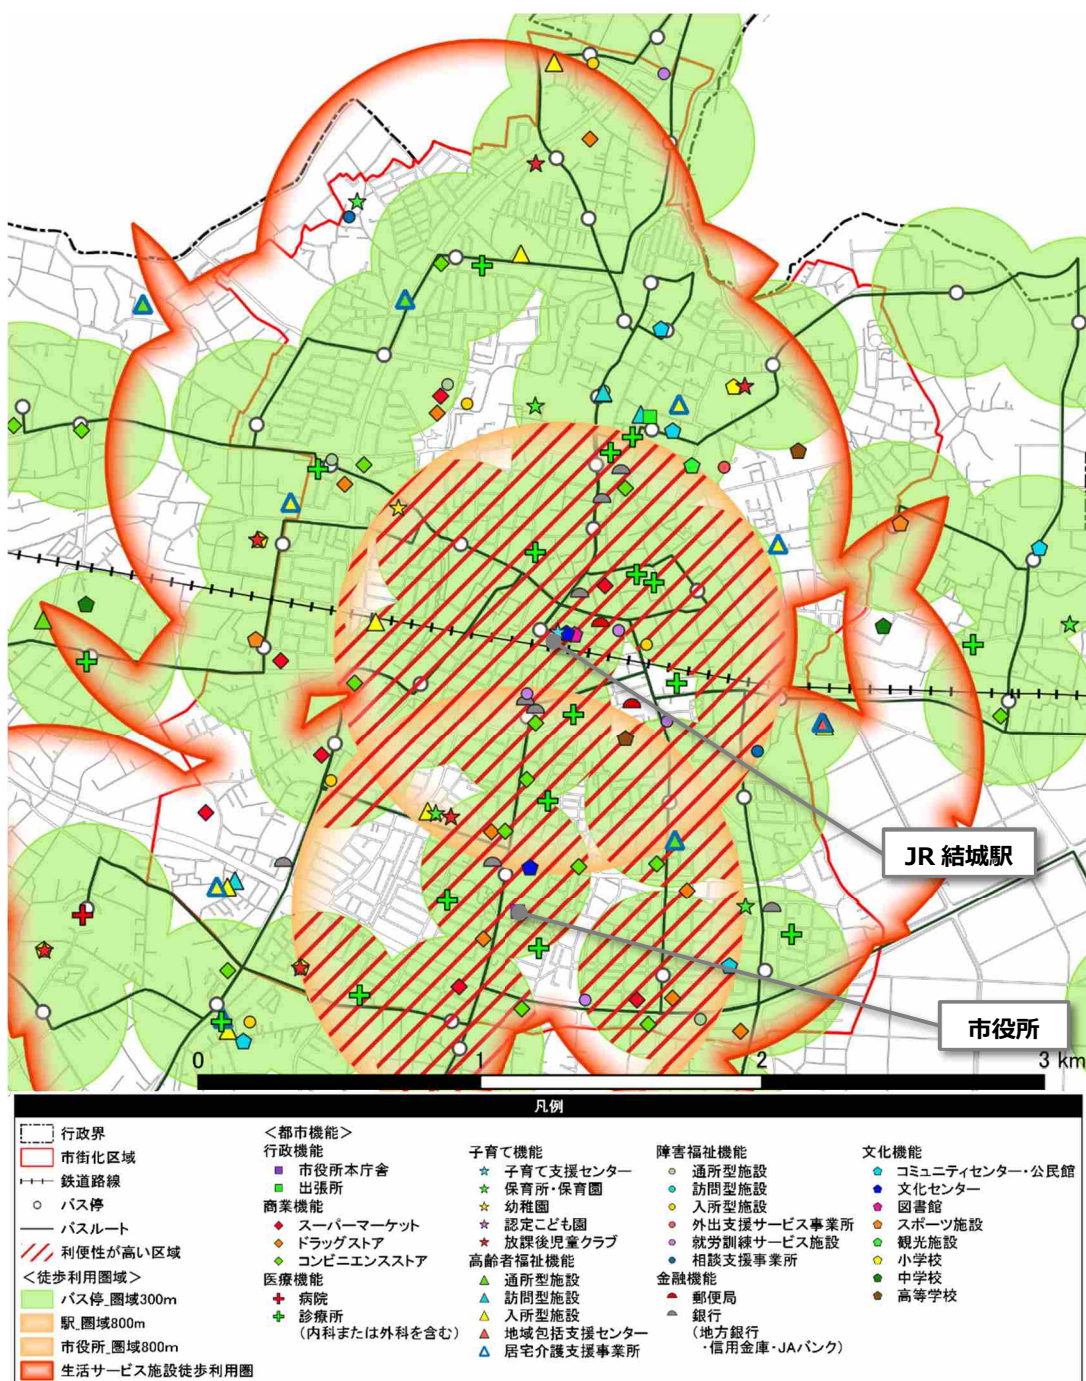 JR 結城駅
市役所
0 1 2 3 km
凡例
行政界
市街化区域
鉄道路線
バス停
バスルート
利便性が高い区域
＜徒歩利用圏域＞
バス停_圏域300m
駅_圏域800m
市役所_圏域800m
生活サービス施設徒歩利用圏
＜都市機能＞
行政機能
市役所本庁舎
出張所
商業機能
スーパーマーケット
ドラッグストア
コンビニエンスストア
医療機能
病院
診療所
（内科または外科を含む）
子育て機能
子育て支援センター
保育所・保育園
幼稚園
認定こども園
放課後児童クラブ
高齢者福祉機能
通所型施設
訪問型施設
入所型施設
地域包括支援センター
居宅介護支援事業所
障害福祉機能
通所型施設
訪問型施設
入所型施設
外出支援サービス事業所
就労訓練サービス施設
相談支援事業所
金融機能
郵便局
銀行
（地方銀行
・信用金庫・JAバンク）
文化機能
コミュニティセンター・公民館
文化センター
図書館
スポーツ施設
観光施設
小学校
中学校
高等学校